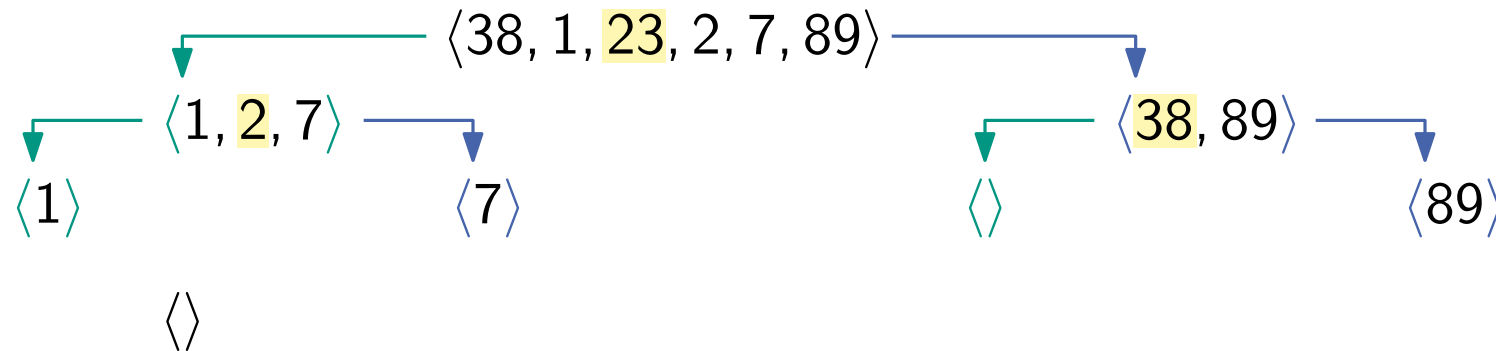 ⟨38, 1, 23, 2, 7, 89⟩
⟨1, 2, 7⟩ ⟨38, 89⟩
⟨1⟩ ⟨7⟩ ⟨⟩ ⟨89⟩
⟨⟩